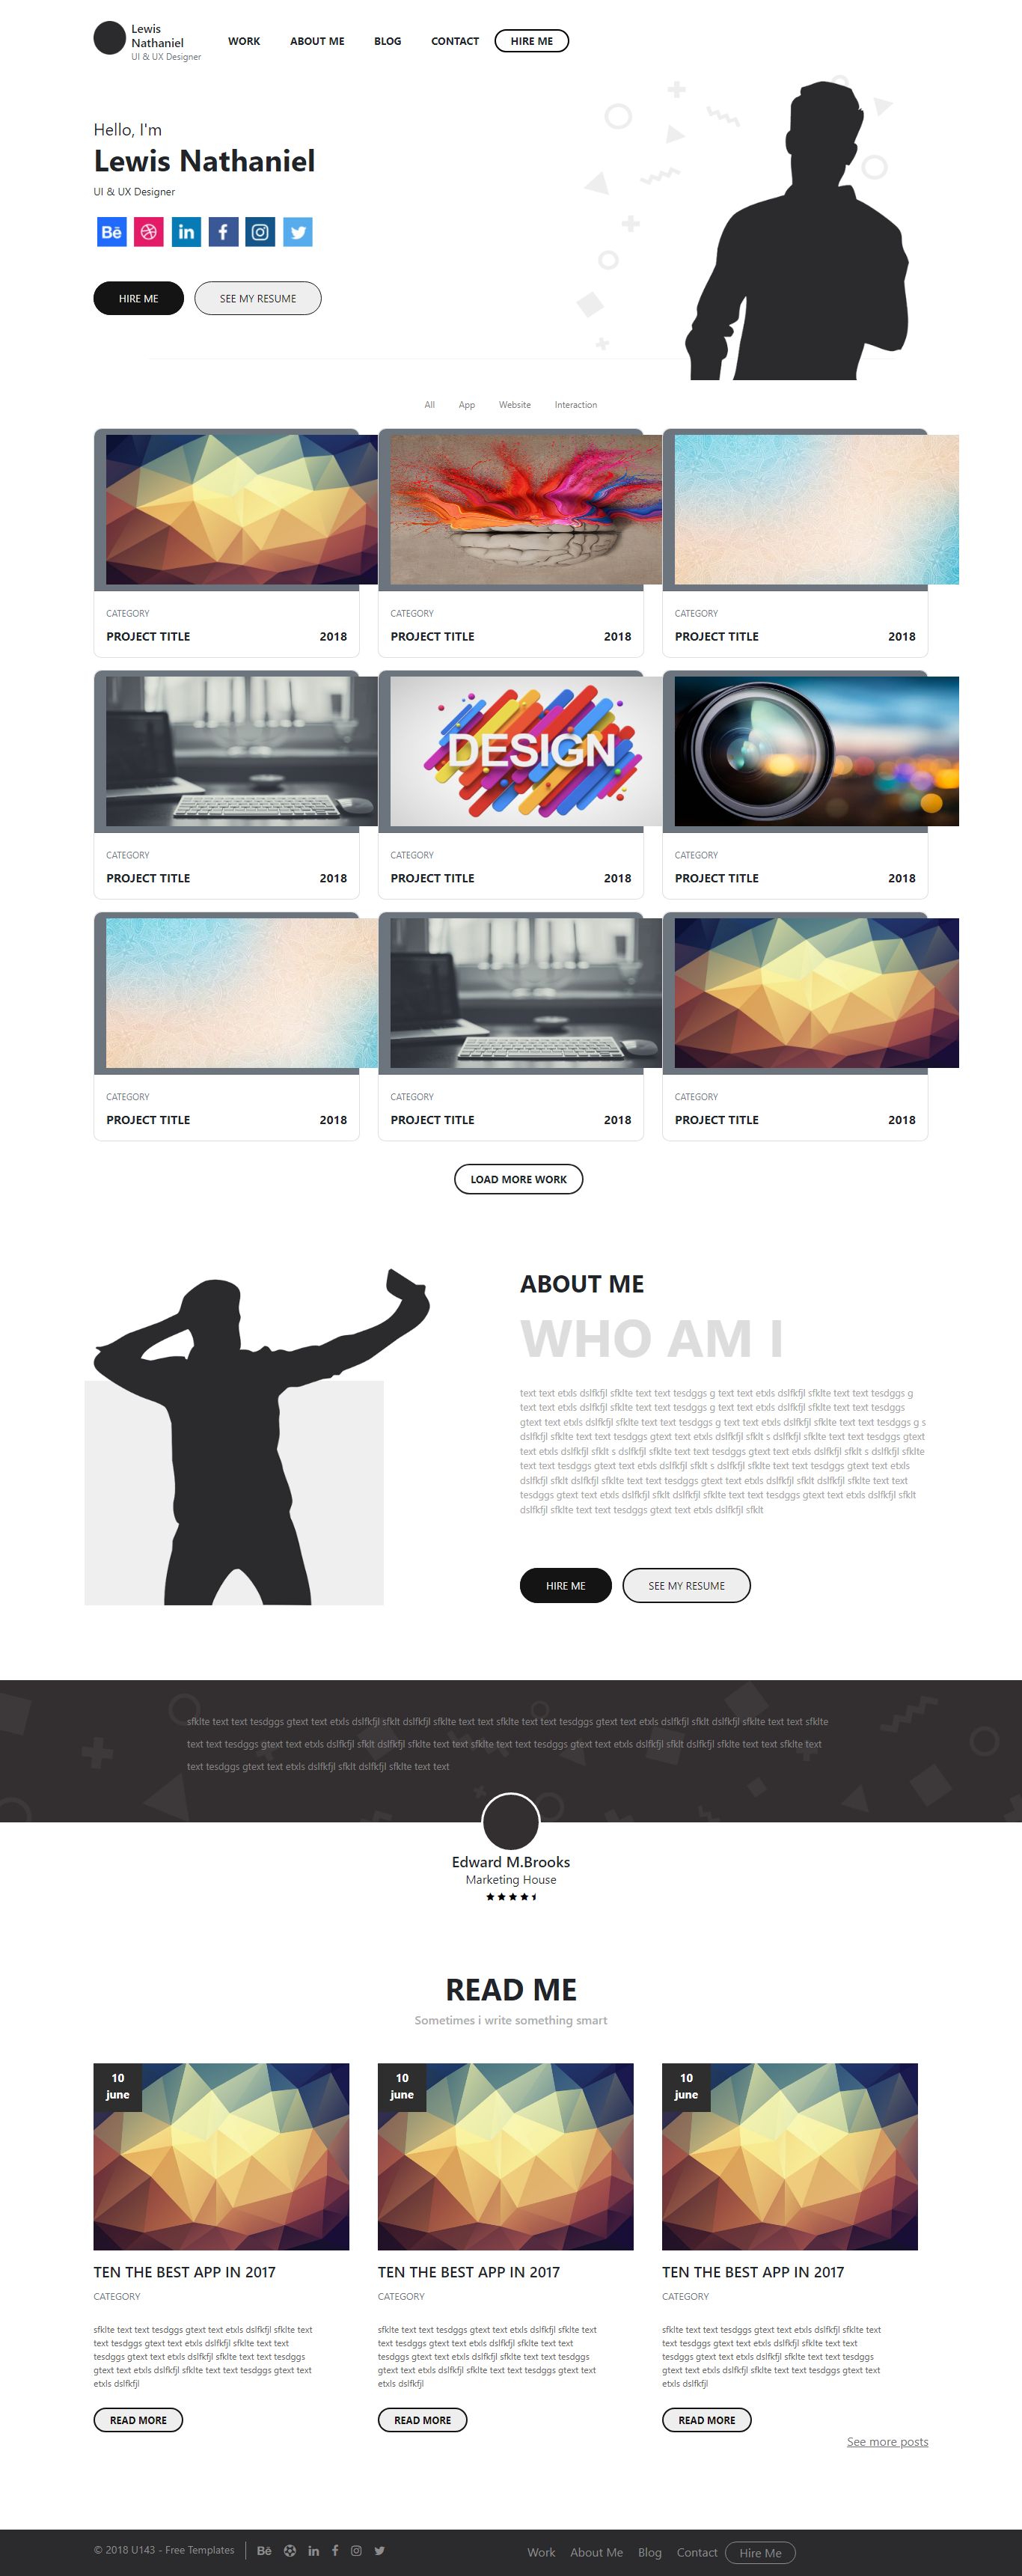 Lewis
Nathaniel
UI & UX Designer
WORK ABOUT ME BLOG CONTACT HIRE ME
Hello, I'm
Lewis Nathaniel
UI & UX Designer
Bē in f
HIRE ME SEE MY RESUME
All App Website Interaction
CATEGORY CATEGORY CATEGORY
PROJECT TITLE 2018 PROJECT TITLE 2018 PROJECT TITLE 2018
DESIGN
CATEGORY CATEGORY CATEGORY
PROJECT TITLE 2018 PROJECT TITLE 2018 PROJECT TITLE 2018
CATEGORY CATEGORY CATEGORY
PROJECT TITLE 2018 PROJECT TITLE 2018 PROJECT TITLE 2018
LOAD MORE WORK
ABOUT ME
WHO AM I
text text etxls dslfkfjl sfklte text text tesdggs g text text etxls dslfkfjl sfklte text text tesdggs g
text text etxls dslfkfjl sfklte text text tesdggs g text text etxls dslfkfjl sfklte text text tesdggs
gtext text etxls dslfkfjl sfklte text text tesdggs g text text etxls dslfkfjl sfklte text text tesdggs g s
dslfkfjl sfklte text text tesdggs gtext text etxls dslfkfjl sfklt s dslfkfjl sfklte text text tesdggs gtext
text etxls dslfkfjl sfklt s dslfkfjl sfklte text text tesdggs gtext text etxls dslfkfjl sfklt s dslfkfjl sfklte
text text tesdggs gtext text etxls dslfkfjl sfklt s dslfkfjl sfklte text text tesdggs gtext text etxls
dslfkfjl sfklt dslfkfjl sfklte text text tesdggs gtext text etxls dslfkfjl sfklt dslfkfjl sfklte text text
tesdggs gtext text etxls dslfkfjl sfklt dslfkfjl sfklte text text tesdggs gtext text etxls dslfkfjl sfklt
dslfkfjl sfklte text text tesdggs gtext text etxls dslfkfjl sfklt
HIRE ME SEE MY RESUME
sfklte text text tesdggs gtext text etxls dslfkfjl sfklt dslfkfjl sfklte text text sfklte text text tesdggs gtext text etxls dslfkfjl sfklt dslfkfjl sfklte text text sfklte
text text tesdggs gtext text etxls dslfkfjl sfklt dslfkfjl sfklte text text sfklte text text tesdggs gtext text etxls dslfkfjl sfklt dslfkfjl sfklte text text sfklte text
text tesdggs gtext text etxls dslfkfjl sfklt dslfkfjl sfklte text text
Edward M.Brooks
Marketing House
READ ME
Sometimes i write something smart
10 10 10
june june june
TEN THE BEST APP IN 2017 TEN THE BEST APP IN 2017 TEN THE BEST APP IN 2017
CATEGORY CATEGORY CATEGORY
sfklte text text tesdggs gtext text etxls dslfkfjl sfklte text
text tesdggs gtext text etxls dslfkfjl sfklte text text
tesdggs gtext text etxls dslfkfjl sfklte text text tesdggs
gtext text etxls dslfkfjl sfklte text text tesdggs gtext text
etxls dslfkfjl
sfklte text text tesdggs gtext text etxls dslfkfjl sfklte text
text tesdggs gtext text etxls dslfkfjl sfklte text text
tesdggs gtext text etxls dslfkfjl sfklte text text tesdggs
gtext text etxls dslfkfjl sfklte text text tesdggs gtext text
etxls dslfkfjl
sfklte text text tesdggs gtext text etxls dslfkfjl sfklte text
text tesdggs gtext text etxls dslfkfjl sfklte text text
tesdggs gtext text etxls dslfkfjl sfklte text text tesdggs
gtext text etxls dslfkfjl sfklte text text tesdggs gtext text
etxls dslfkfjl
READ MORE READ MORE READ MORE
See more posts
© 2018 U143 - Free Templates Bē in f Work About Me Blog Contact Hire Me